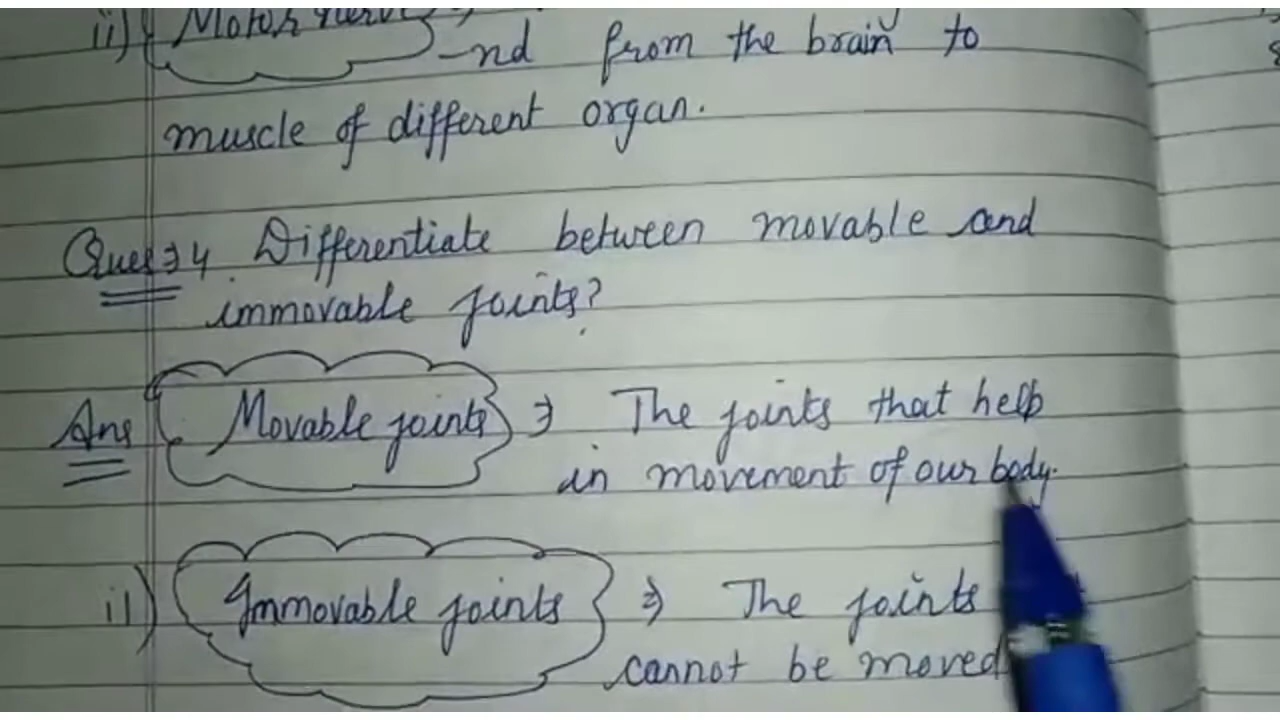 ii) Motor nerve
-nd from the brain to
muscle of different organ.
Ques⇒4 Differentiate between movable and
immovable joints?
Ans Movable joints ⇒ The joints that help
in movement of our body.
ii) Immovable joints ⇒ The joints
cannot be moved